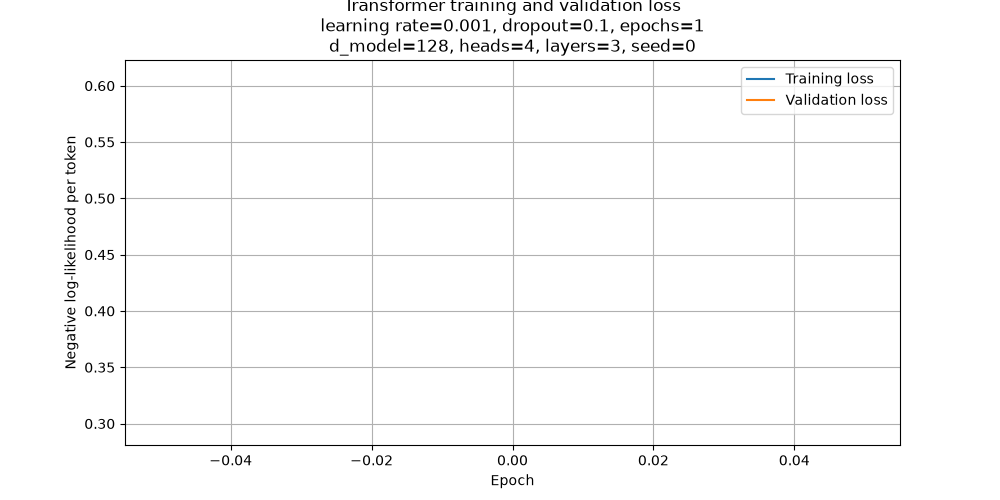 Transformer training and validation loss
learning rate=0.001, dropout=0.1, epochs=1
d_model=128, heads=4, layers=3, seed=0
Training loss
Validation loss
Negative log-likelihood per token
0.60
0.55
0.50
0.45
0.40
0.35
0.30
−0.04
−0.02
0.00
0.02
0.04
Epoch